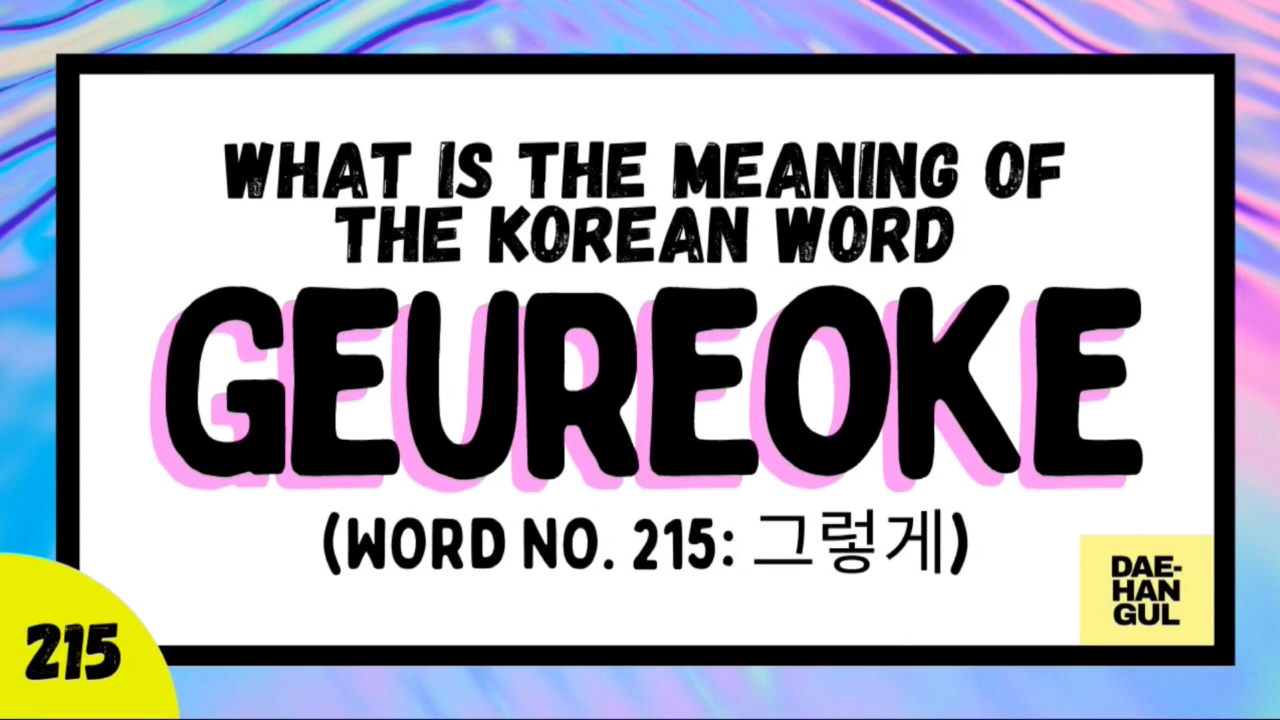 WHAT IS THE MEANING OF
THE KOREAN WORD
GEUREOKE
(WORD NO. 215: 그렇게)
DAE-
HAN
GUL
215